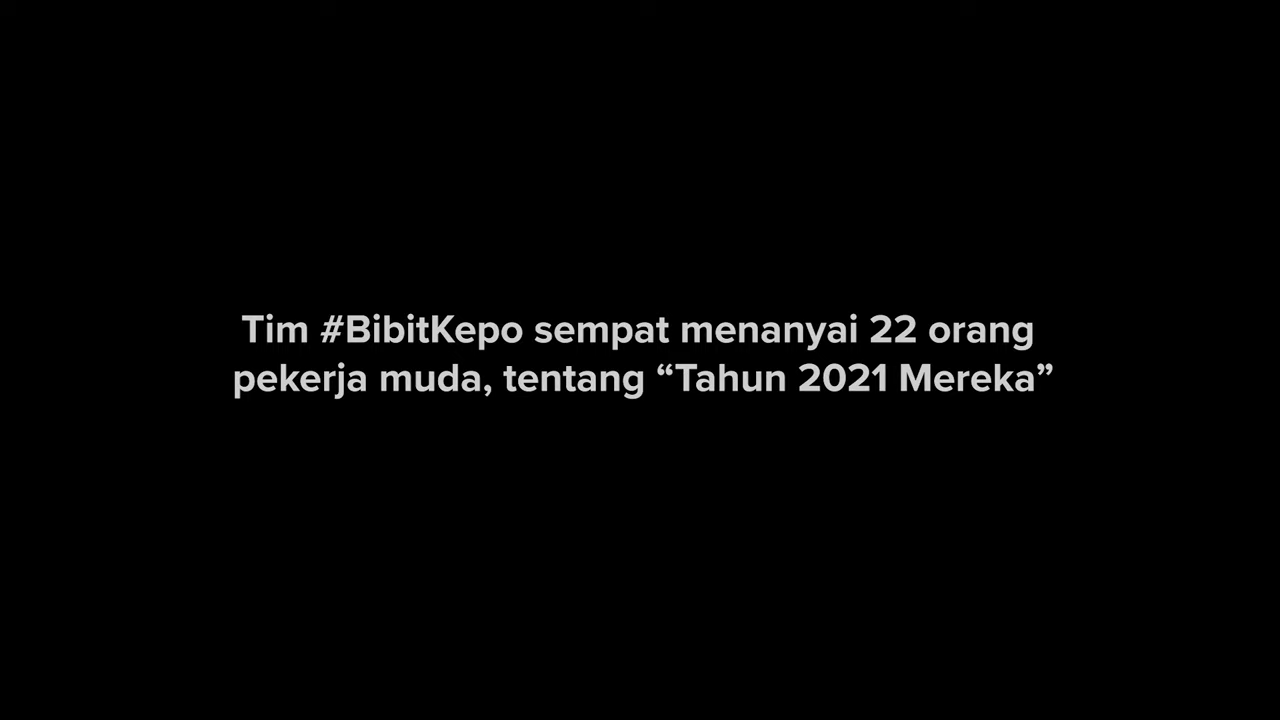 Tim #BibitKepo sempat menanyai 22 orang
pekerja muda, tentang “Tahun 2021 Mereka”